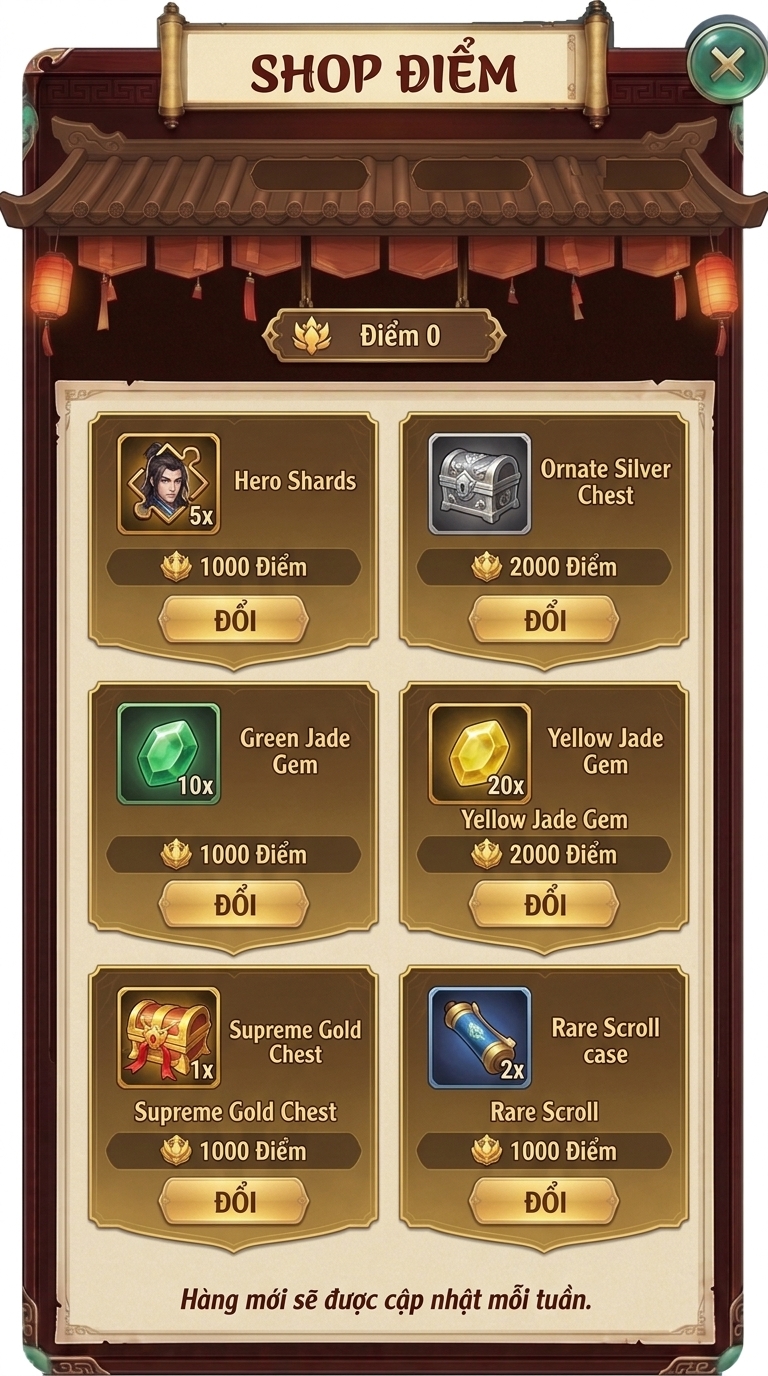 SHOP ĐIỂM
Điểm 0
Hero Shards
5x
1000 Điểm
ĐỔI
Ornate Silver
Chest
2000 Điểm
ĐỔI
Green Jade
Gem
10x
1000 Điểm
ĐỔI
Yellow Jade
Gem
20x
Yellow Jade Gem
2000 Điểm
ĐỔI
Supreme Gold
Chest
1x
Supreme Gold Chest
1000 Điểm
ĐỔI
Rare Scroll
case
2x
Rare Scroll
1000 Điểm
ĐỔI
Hàng mới sẽ được cập nhật mỗi tuần.